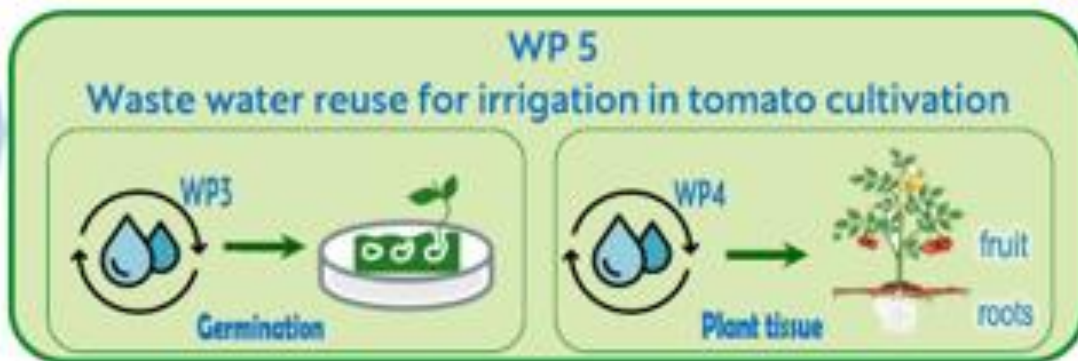 WP 5
Waste water reuse for irrigation in tomato cultivation
WP3
Germination
WP4
fruit
roots
Plant tissue